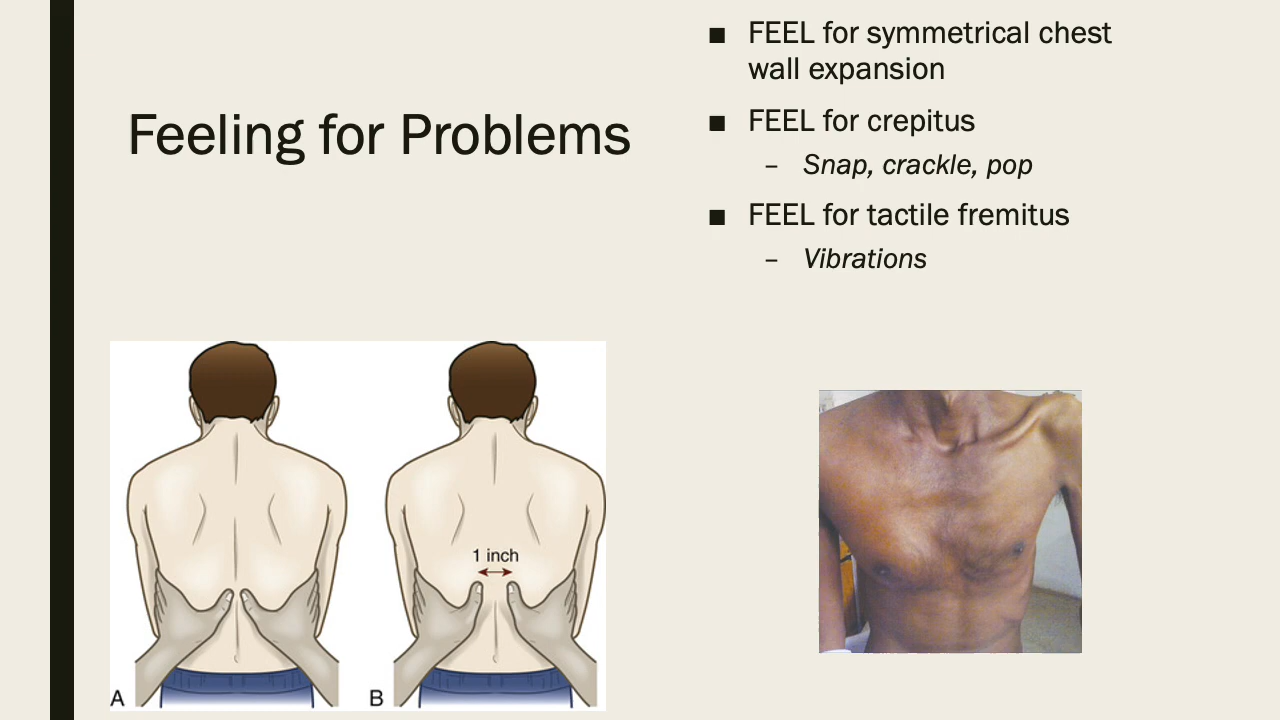 Feeling for Problems
■ FEEL for symmetrical chest
wall expansion
■ FEEL for crepitus
– Snap, crackle, pop
■ FEEL for tactile fremitus
– Vibrations
1 inch
A
B